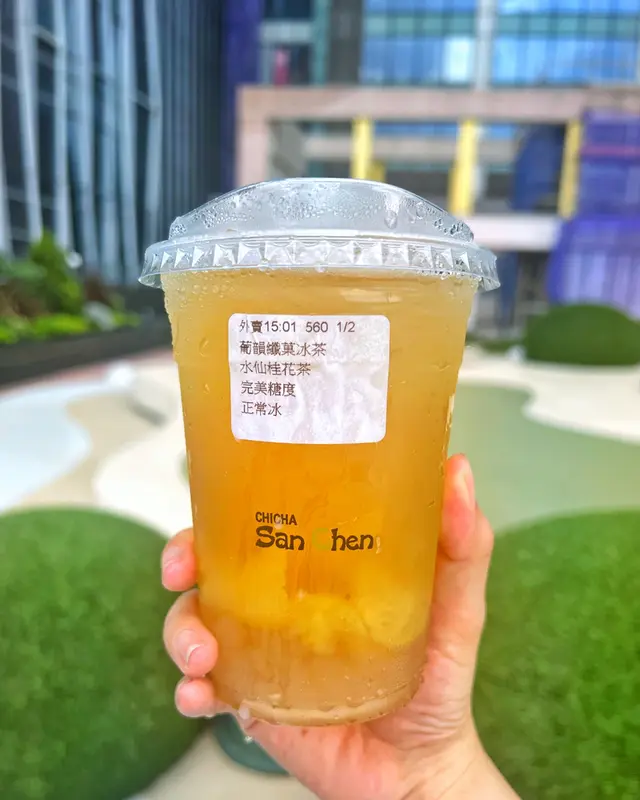 外賣15:01 560 1/2
葡韻纖菓冰茶
水仙桂花茶
完美糖度
正常冰
CHICHA
San Chen